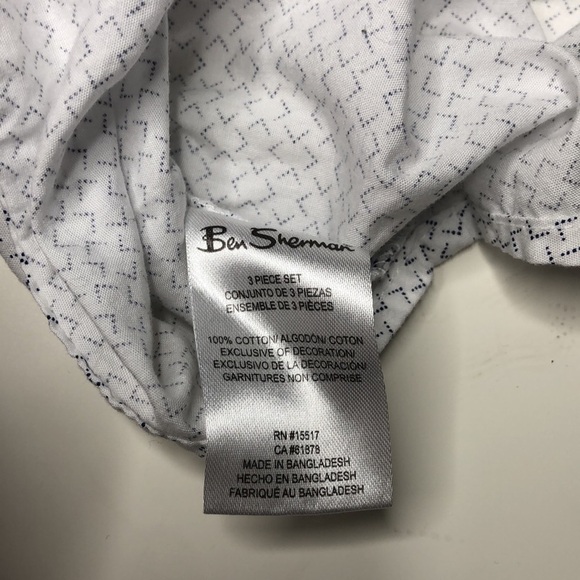 Ben Sherman
3 PIECE SET
CONJUNTO DE 3 PIEZAS
ENSEMBLE DE 3 PIÈCES
100% COTTON/ ALGODÓN/ COTON
EXCLUSIVE OF DECORATION/
EXCLUSIVO DE LA DECORACIÓN/
GARNITURES NON COMPRISE
RN #15517
CA #61878
MADE IN BANGLADESH
HECHO EN BANGLADESH
FABRIQUÉ AU BANGLADESH